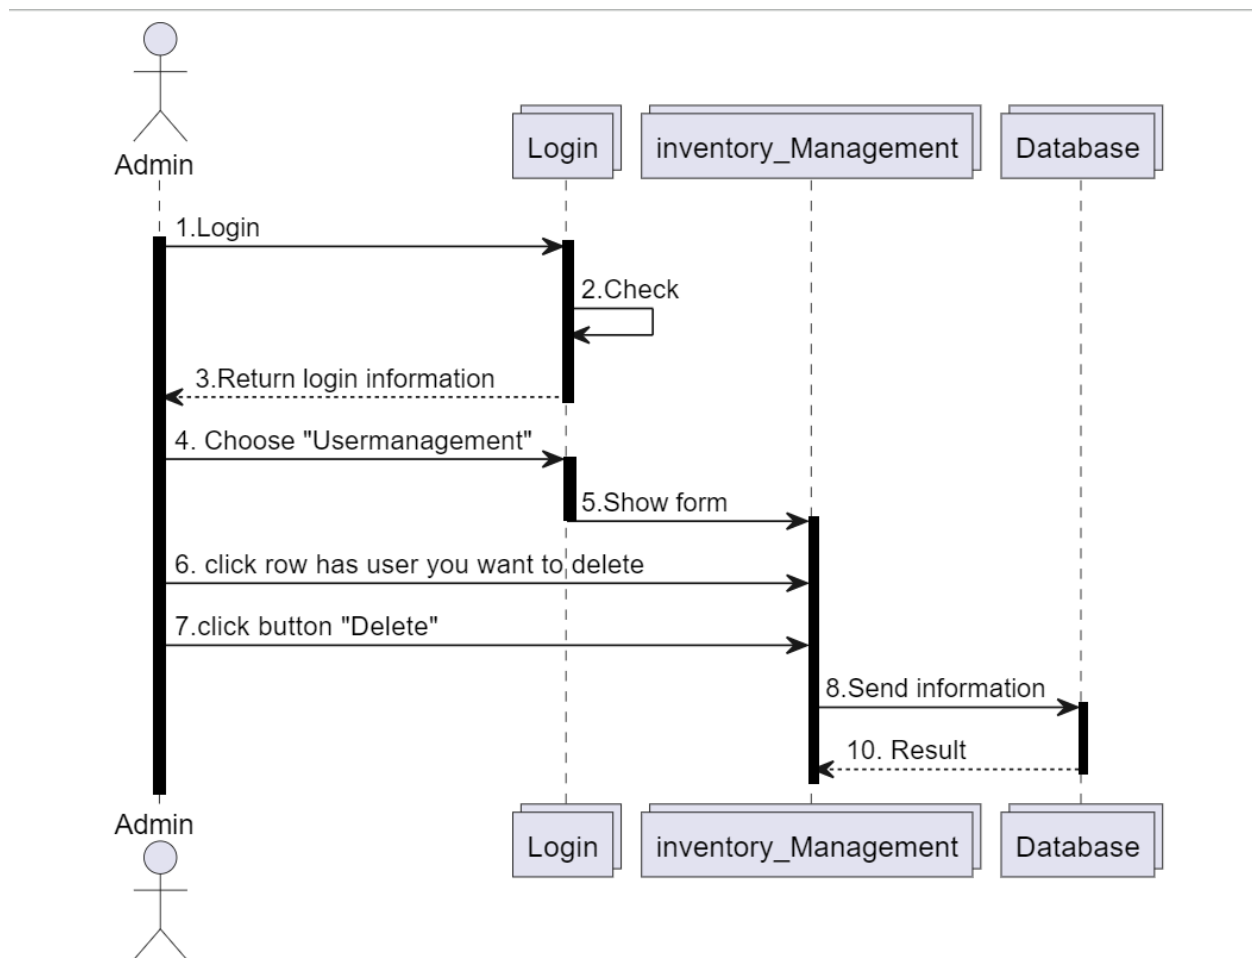 Admin
Login
inventory_Management
Database
1.Login
2.Check
3.Return login information
4. Choose "Usermanagement"
5.Show form
6. click row has user you want to delete
7.click button "Delete"
8.Send information
10. Result
Admin
Login
inventory_Management
Database